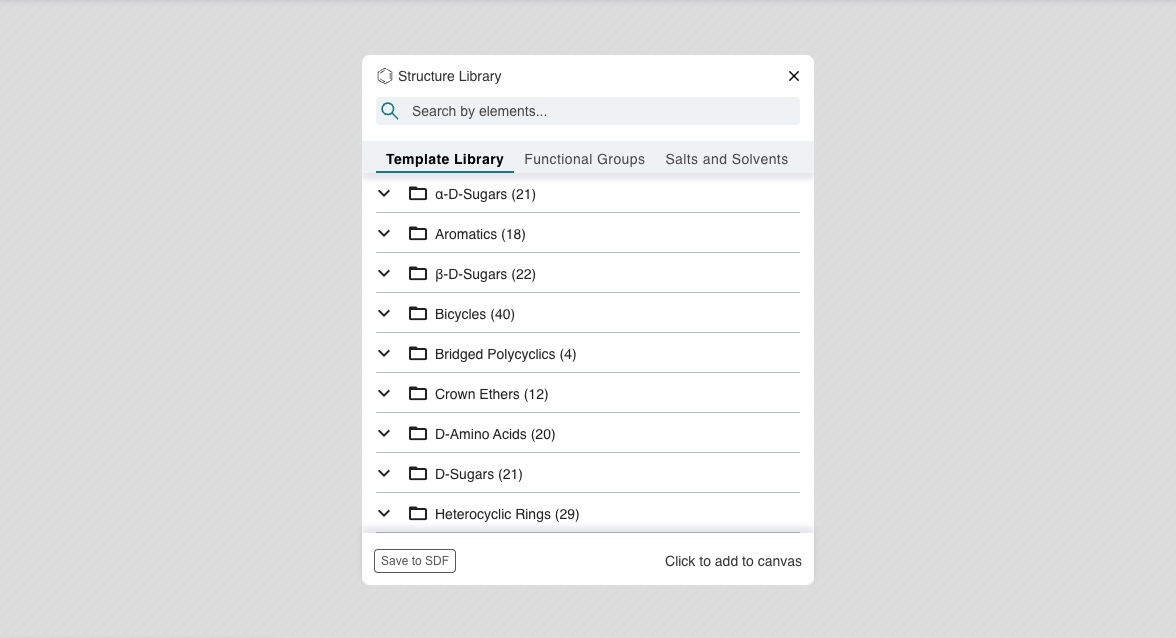 Structure Library
Search by elements...
Template Library Functional Groups Salts and Solvents
α-D-Sugars (21)
Aromatics (18)
β-D-Sugars (22)
Bicycles (40)
Bridged Polycyclics (4)
Crown Ethers (12)
D-Amino Acids (20)
D-Sugars (21)
Heterocyclic Rings (29)
Save to SDF Click to add to canvas